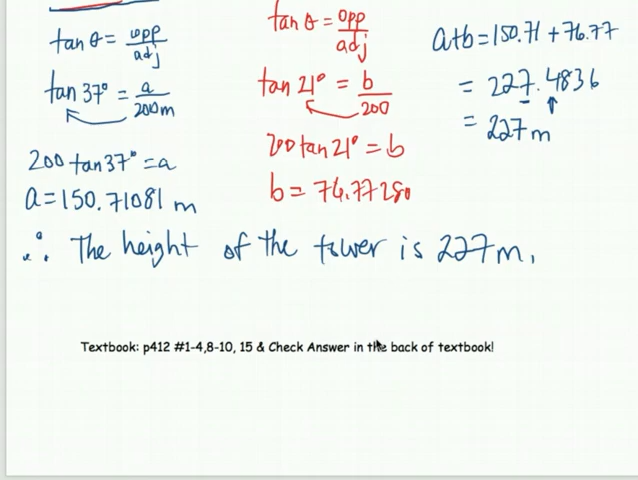 tan θ = opp/adj
tan 37° = a/200m
200 tan 37° = a
a = 150.71081 m
tan θ = opp/adj
tan 21° = b/200
200 tan 21° = b
b = 76.77280
a+b = 150.71 + 76.77
= 227.4836
= 227 m
∴ The height of the tower is 227 m.
Textbook: p412 #1-4,8-10, 15 & Check Answer in the back of textbook!